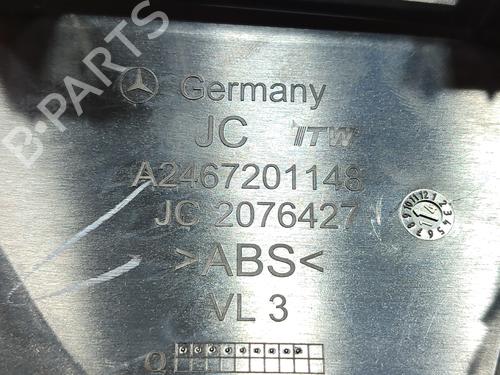 B-PARTS
Germany
JC ITW
A2467201148
JC 2076427
>ABS<
VL 3
Q